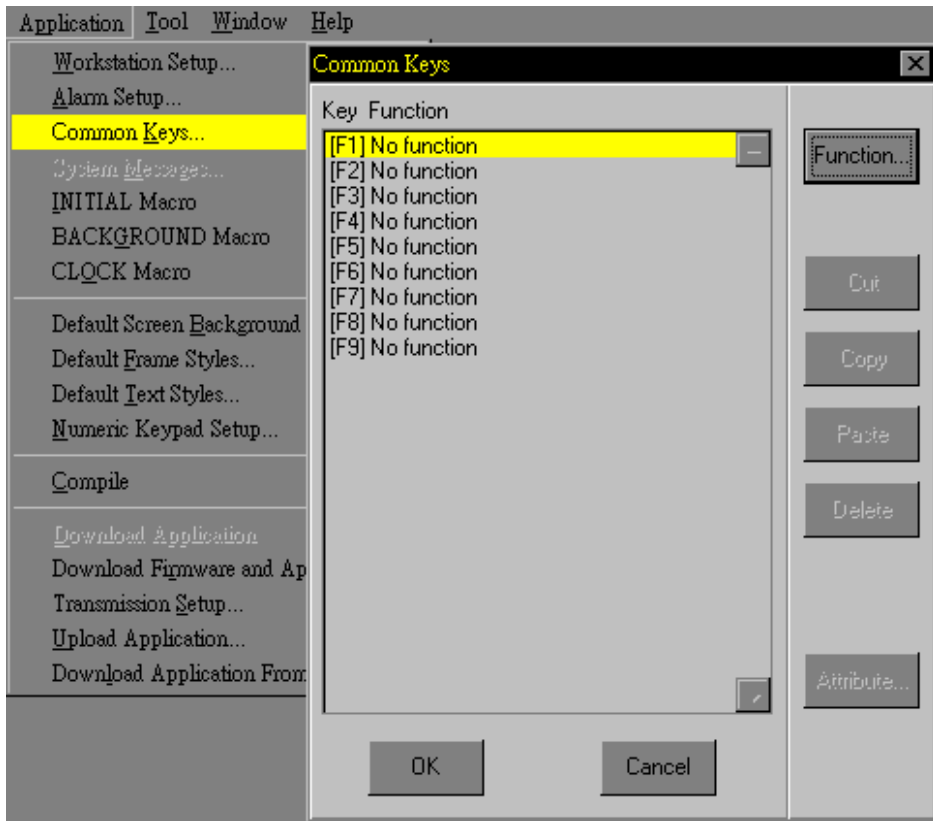 Application Tool Window Help
Workstation Setup...
Alarm Setup...
Common Keys...
System Messages...
INITIAL Macro
BACKGROUND Macro
CLOCK Macro
Default Screen Background
Default Frame Styles...
Default Text Styles...
Numeric Keypad Setup...
Compile
Download Application
Download Firmware and Ap
Transmission Setup...
Upload Application...
Download Application From
Common Keys
Key Function
[F1] No function
[F2] No function
[F3] No function
[F4] No function
[F5] No function
[F6] No function
[F7] No function
[F8] No function
[F9] No function
OK
Cancel
Function...
Cut
Copy
Paste
Delete
Attribute...